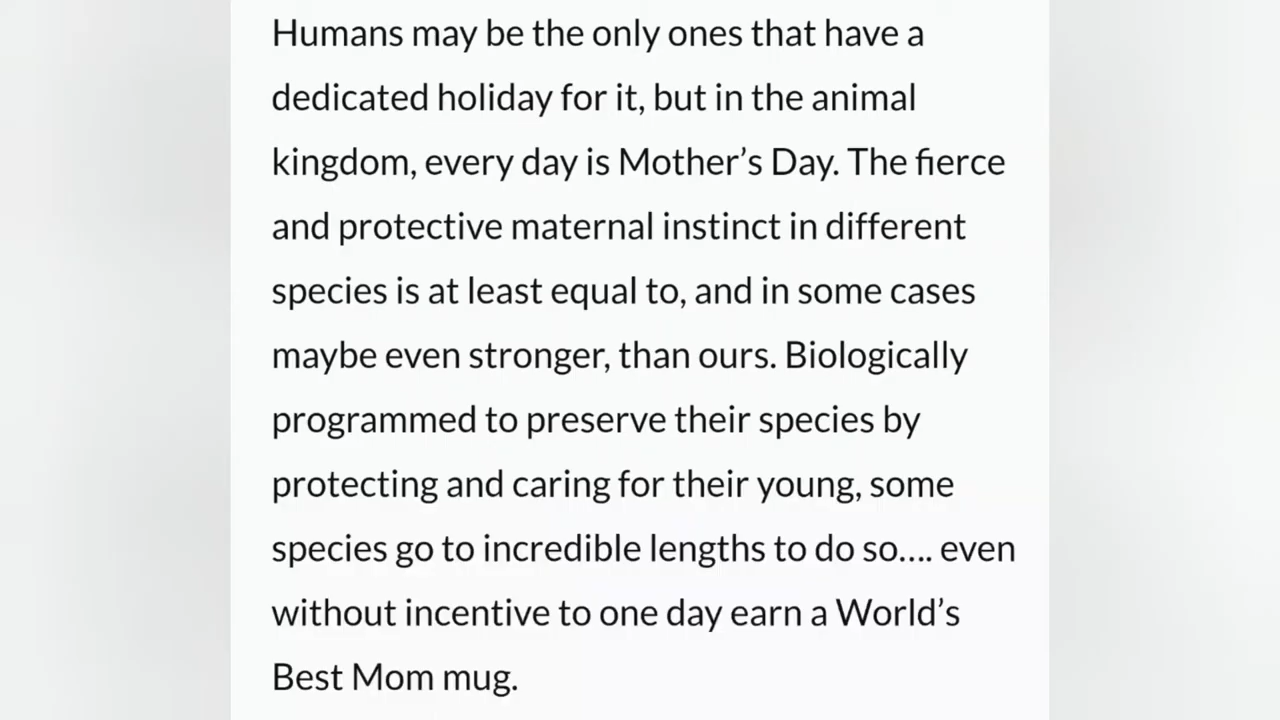 Humans may be the only ones that have a
dedicated holiday for it, but in the animal
kingdom, every day is Mother’s Day. The fierce
and protective maternal instinct in different
species is at least equal to, and in some cases
maybe even stronger, than ours. Biologically
programmed to preserve their species by
protecting and caring for their young, some
species go to incredible lengths to do so.... even
without incentive to one day earn a World’s
Best Mom mug.